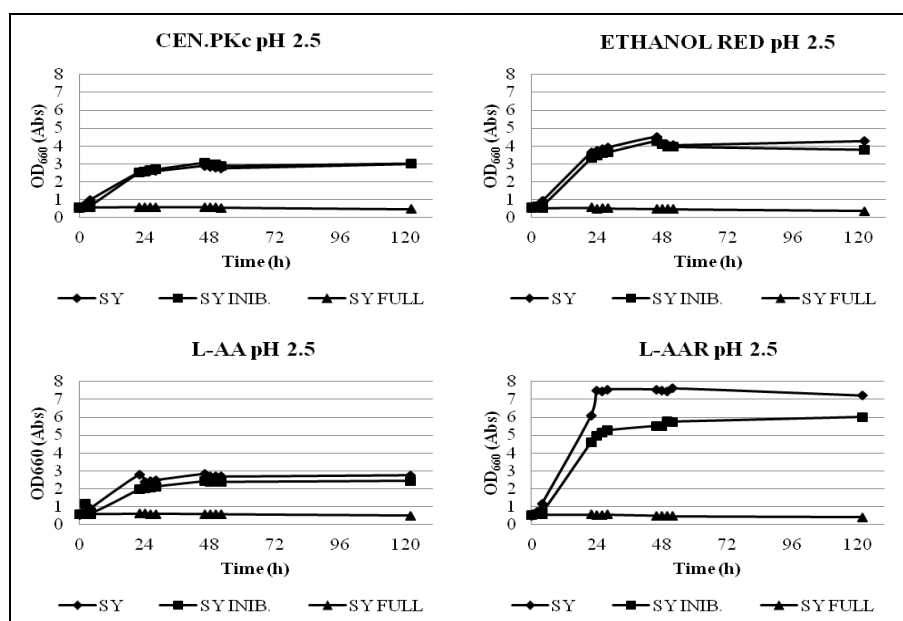 CEN.PKc pH 2.5
OD660 (Abs)
8
7
6
5
4
3
2
1
0
0 24 48 72 96 120
Time (h)
SY SY INIB. SY FULL
ETHANOL RED pH 2.5
OD660 (Abs)
8
7
6
5
4
3
2
1
0
0 24 48 72 96 120
Time (h)
SY SY INIB. SY FULL
L-AA pH 2.5
OD660 (Abs)
8
7
6
5
4
3
2
1
0
0 24 48 72 96 120
Time (h)
SY SY INIB. SY FULL
L-AAR pH 2.5
OD660 (Abs)
8
7
6
5
4
3
2
1
0
0 24 48 72 96 120
Time (h)
SY SY INIB. SY FULL